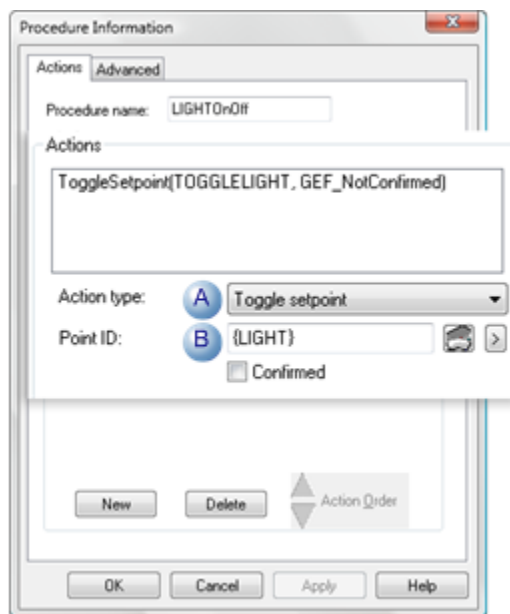 Procedure Information
Actions Advanced
Procedure name: LIGHTOnOff
Actions
ToggleSetpoint(TOGGLELIGHT, GEF_NotConfirmed)
Action type: A Toggle setpoint
Point ID: B {LIGHT} >
Confirmed
New Delete Action Order
OK Cancel Apply Help